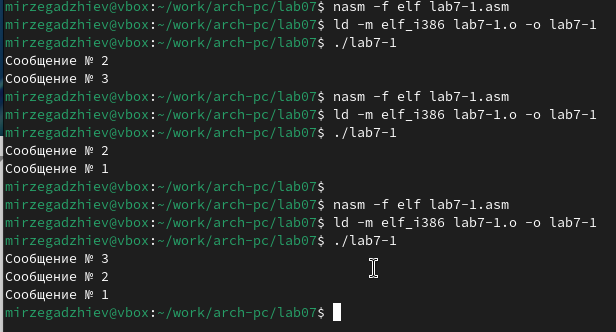 mirzegadzhiev@vbox:~/work/arch-pc/lab07$ nasm -f elf lab7-1.asm
mirzegadzhiev@vbox:~/work/arch-pc/lab07$ ld -m elf_i386 lab7-1.o -o lab7-1
mirzegadzhiev@vbox:~/work/arch-pc/lab07$ ./lab7-1
Сообщение № 2
Сообщение № 3
mirzegadzhiev@vbox:~/work/arch-pc/lab07$ nasm -f elf lab7-1.asm
mirzegadzhiev@vbox:~/work/arch-pc/lab07$ ld -m elf_i386 lab7-1.o -o lab7-1
mirzegadzhiev@vbox:~/work/arch-pc/lab07$ ./lab7-1
Сообщение № 2
Сообщение № 1
mirzegadzhiev@vbox:~/work/arch-pc/lab07$
mirzegadzhiev@vbox:~/work/arch-pc/lab07$ nasm -f elf lab7-1.asm
mirzegadzhiev@vbox:~/work/arch-pc/lab07$ ld -m elf_i386 lab7-1.o -o lab7-1
mirzegadzhiev@vbox:~/work/arch-pc/lab07$ ./lab7-1
Сообщение № 3
Сообщение № 2
Сообщение № 1
mirzegadzhiev@vbox:~/work/arch-pc/lab07$